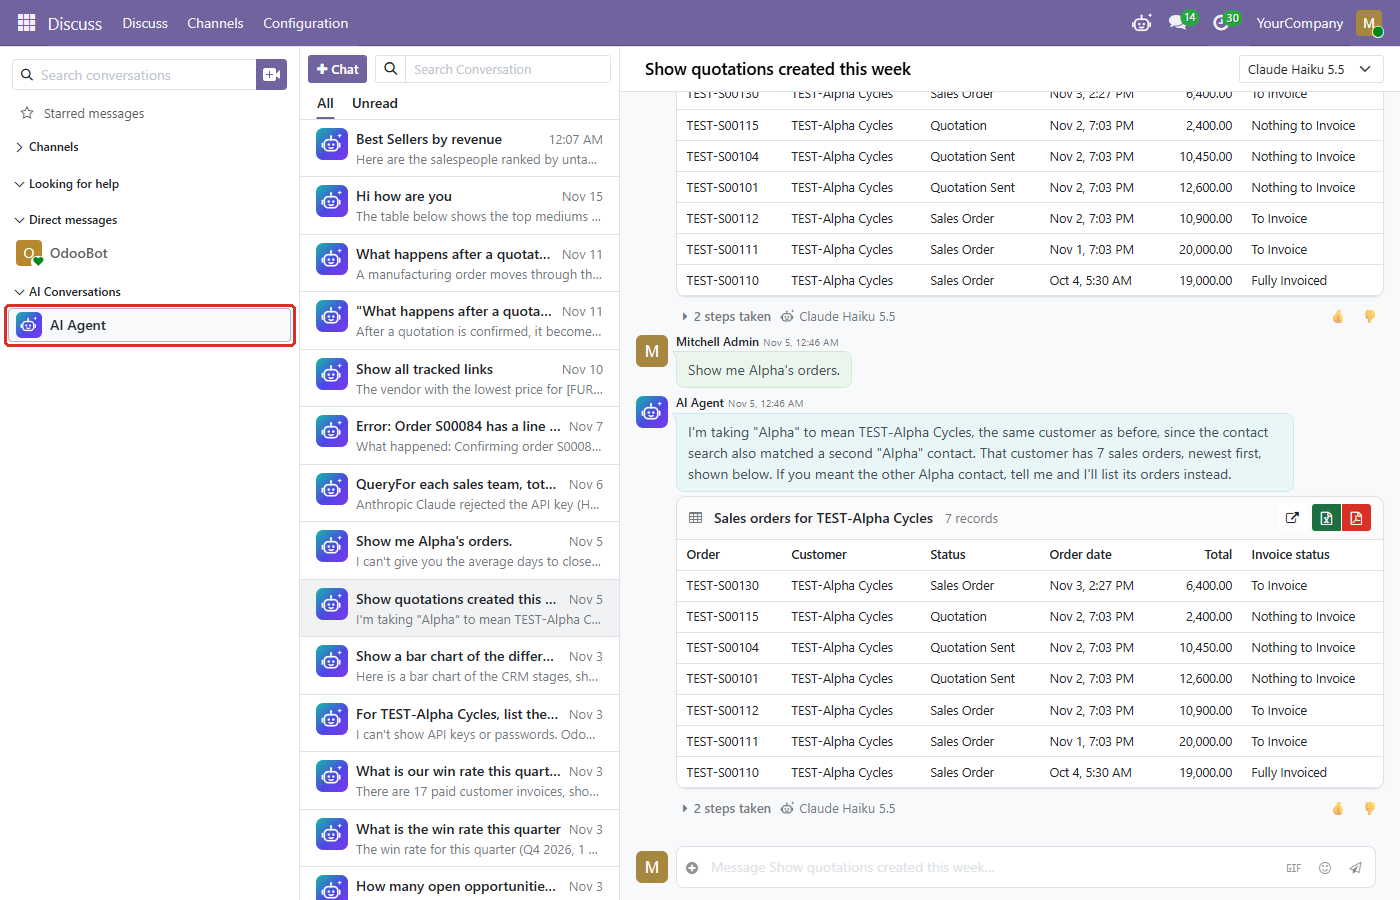 Discuss
Discuss
Channels
Configuration
14
30
YourCompany
M
Search conversations
Starred messages
Channels
Looking for help
Direct messages
O
OdooBot
AI Conversations
AI Agent
Chat
Search Conversation
All
Unread
Best Sellers by revenue
12:07 AM
Here are the salespeople ranked by unta...
Hi how are you
Nov 15
The table below shows the top mediums ...
What happens after a quotat...
Nov 11
A manufacturing order moves through th...
"What happens after a quota...
Nov 11
After a quotation is confirmed, it become...
Show all tracked links
Nov 10
The vendor with the lowest price for [FUR...
Error: Order S00084 has a line ...
Nov 7
What happened: Confirming order S0008...
QueryFor each sales team, tot...
Nov 6
Anthropic Claude rejected the API key (H...
Show me Alpha's orders.
Nov 5
I can't give you the average days to close...
Show quotations created this ...
Nov 5
I'm taking "Alpha" to mean TEST-Alpha C...
Show a bar chart of the differ...
Nov 3
Here is a bar chart of the CRM stages, sh...
For TEST-Alpha Cycles, list the...
Nov 3
I can't show API keys or passwords. Odo...
What is our win rate this quart...
Nov 3
There are 17 paid customer invoices, sho...
What is the win rate this quarter
Nov 3
The win rate for this quarter (Q4 2026, 1 ...
How many open opportunitie...
Nov 3
Show quotations created this week
Claude Haiku 5.5
TEST-S00130 TEST-Alpha Cycles Sales Order Nov 3, 2:27 PM 6,400.00 To Invoice
TEST-S00115 TEST-Alpha Cycles Quotation Nov 2, 7:03 PM 2,400.00 Nothing to Invoice
TEST-S00104 TEST-Alpha Cycles Quotation Sent Nov 2, 7:03 PM 10,450.00 Nothing to Invoice
TEST-S00101 TEST-Alpha Cycles Quotation Sent Nov 2, 7:03 PM 12,600.00 Nothing to Invoice
TEST-S00112 TEST-Alpha Cycles Sales Order Nov 2, 7:03 PM 10,900.00 To Invoice
TEST-S00111 TEST-Alpha Cycles Sales Order Nov 1, 7:03 PM 20,000.00 To Invoice
TEST-S00110 TEST-Alpha Cycles Sales Order Oct 4, 5:30 AM 19,000.00 Fully Invoiced
2 steps taken Claude Haiku 5.5
M
Mitchell Admin Nov 5, 12:46 AM
Show me Alpha's orders.
AI Agent Nov 5, 12:46 AM
I'm taking "Alpha" to mean TEST-Alpha Cycles, the same customer as before, since the contact
search also matched a second "Alpha" contact. That customer has 7 sales orders, newest first,
shown below. If you meant the other Alpha contact, tell me and I'll list its orders instead.
Sales orders for TEST-Alpha Cycles 7 records
Order Customer Status Order date Total Invoice status
TEST-S00130 TEST-Alpha Cycles Sales Order Nov 3, 2:27 PM 6,400.00 To Invoice
TEST-S00115 TEST-Alpha Cycles Quotation Nov 2, 7:03 PM 2,400.00 Nothing to Invoice
TEST-S00104 TEST-Alpha Cycles Quotation Sent Nov 2, 7:03 PM 10,450.00 Nothing to Invoice
TEST-S00101 TEST-Alpha Cycles Quotation Sent Nov 2, 7:03 PM 12,600.00 Nothing to Invoice
TEST-S00112 TEST-Alpha Cycles Sales Order Nov 2, 7:03 PM 10,900.00 To Invoice
TEST-S00111 TEST-Alpha Cycles Sales Order Nov 1, 7:03 PM 20,000.00 To Invoice
TEST-S00110 TEST-Alpha Cycles Sales Order Oct 4, 5:30 AM 19,000.00 Fully Invoiced
2 steps taken Claude Haiku 5.5
M
Message Show quotations created this week...
GIF